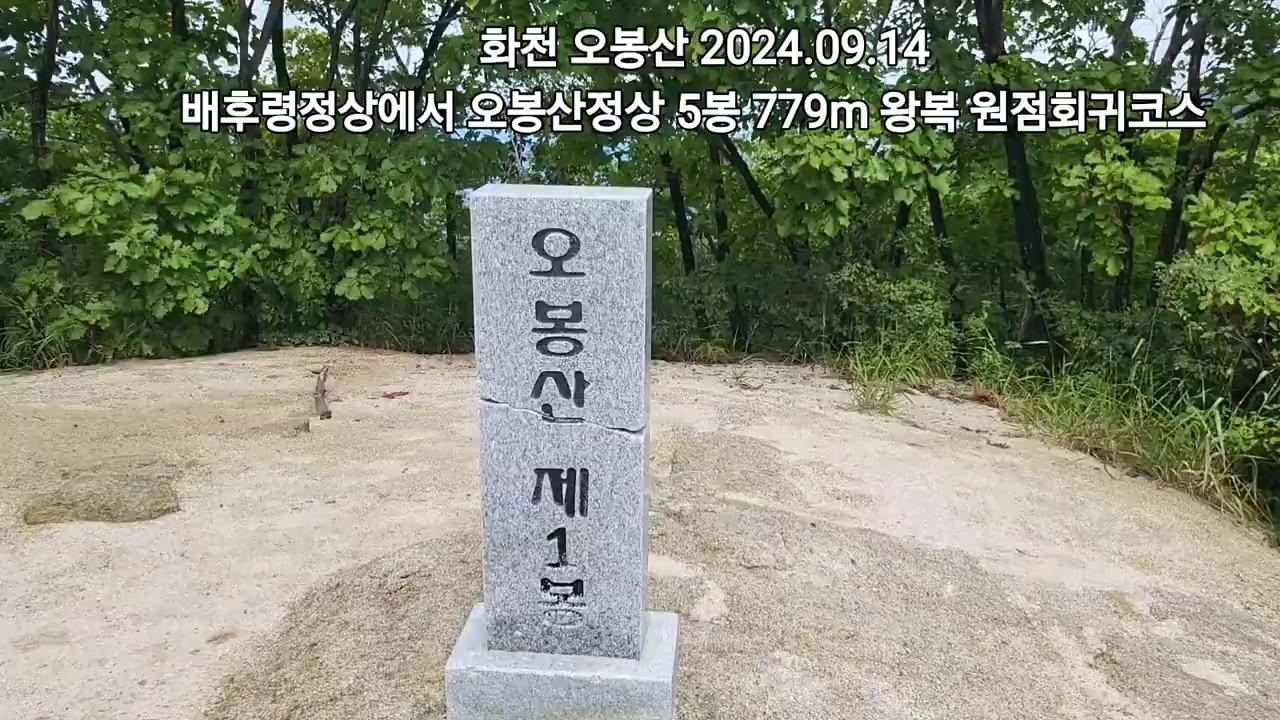 화천 오봉산 2024.09.14
배후령정상에서 오봉산정상 5봉 779m 왕복 원점회귀코스
오봉산 제1봉